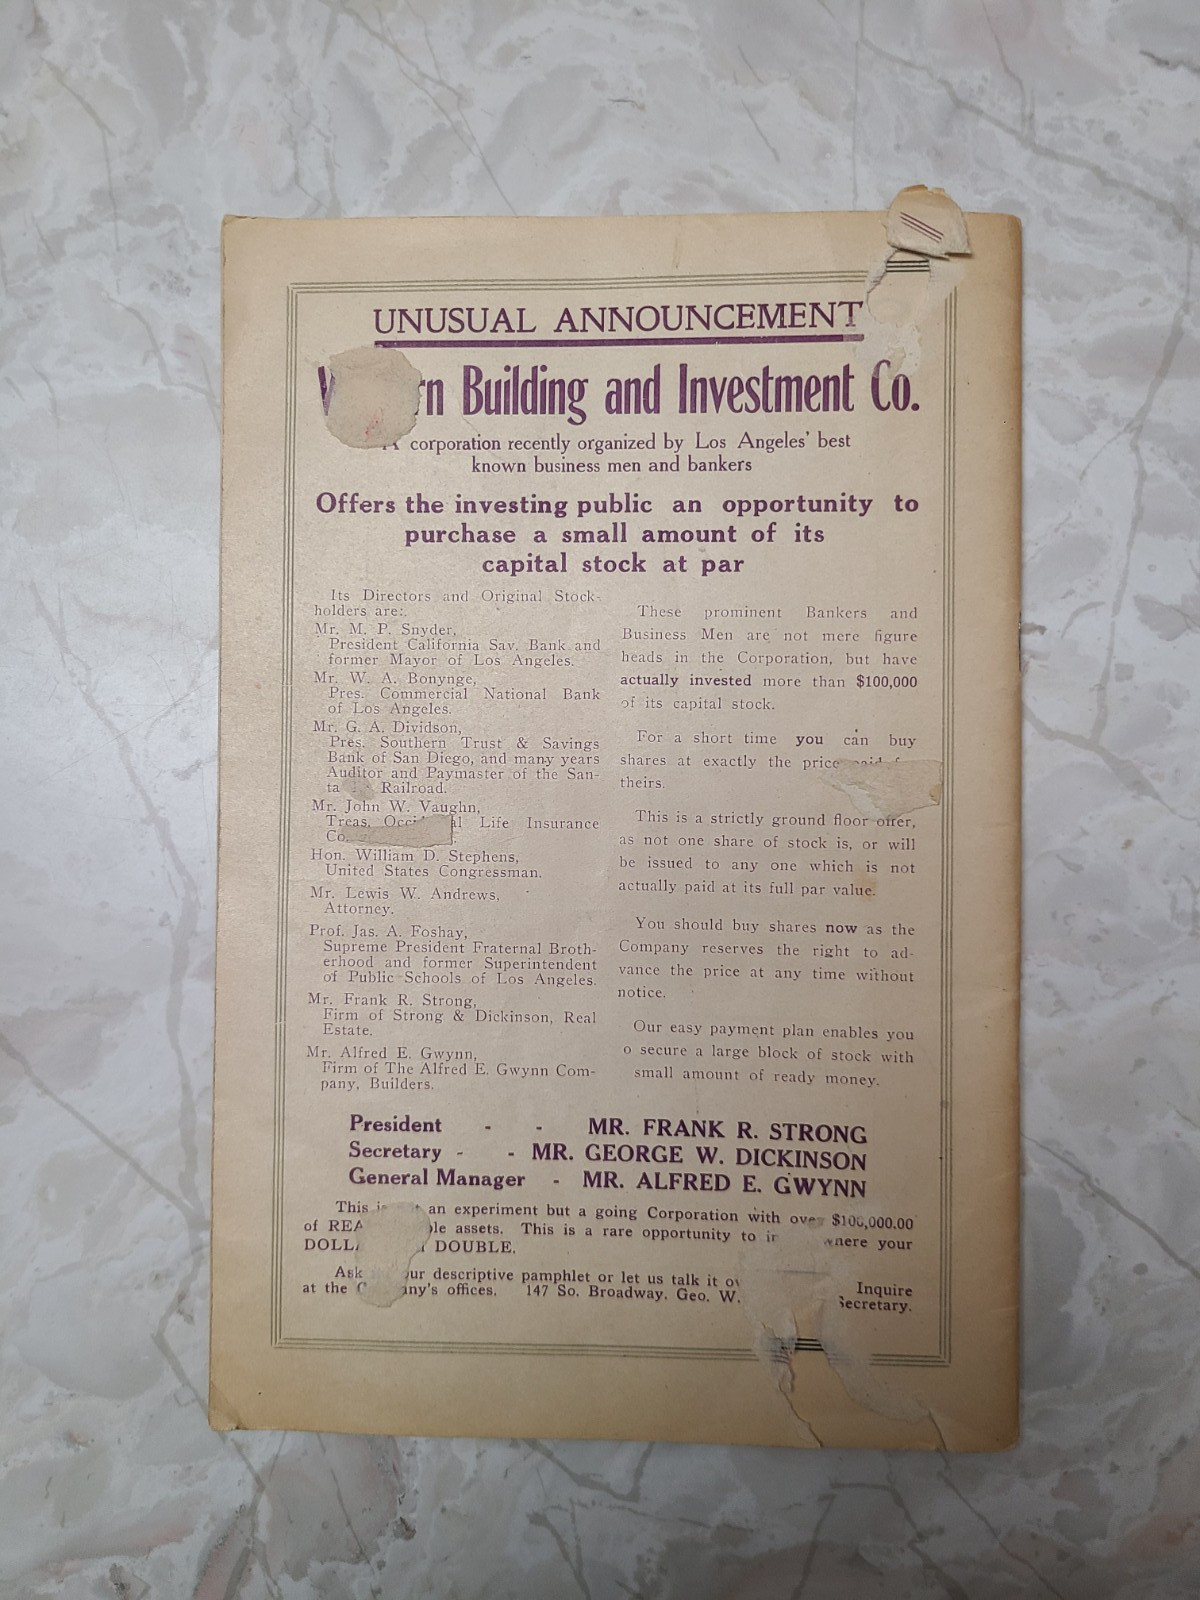 UNUSUAL ANNOUNCEMENT
Building and Investment Co.
A corporation recently organized by Los Angeles' best
known business men and bankers
Offers the investing public an opportunity to
purchase a small amount of its
capital stock at par
Its Directors and Original Stock-
holders are:
Mr. M. P. Snyder,
President California Sav. Bank and
former Mayor of Los Angeles.
Mr. W. A. Bonynge,
Pres. Commercial National Bank
of Los Angeles.
Mr. G. A. Dividson,
Pres. Southern Trust & Savings
Bank of San Diego, and many years
Auditor and Paymaster of the San-
ta Railroad.
Mr. John W. Vaughn,
Treas. Life Insurance
Co.
Hon. William D. Stephens,
United States Congressman.
Mr. Lewis W. Andrews,
Attorney.
Prof. Jas. A. Foshay,
Supreme President Fraternal Broth-
erhood and former Superintendent
of Public Schools of Los Angeles.
Mr. Frank R. Strong,
Firm of Strong & Dickinson, Real
Estate.
Mr. Alfred E. Gwynn,
Firm of The Alfred E. Gwynn Com-
pany, Builders.
These prominent Bankers and
Business Men are not mere figure
heads in the Corporation, but have
actually invested more than $100,000
of its capital stock.
For a short time you can buy
shares at exactly the price paid
theirs.
This is a strictly ground floor offer,
as not one share of stock is, or will
be issued to any one which is not
actually paid at its full par value.
You should buy shares now as the
Company reserves the right to ad-
vance the price at any time without
notice.
Our easy payment plan enables you
o secure a large block of stock with
small amount of ready money.
President - - MR. FRANK R. STRONG
Secretary - - MR. GEORGE W. DICKINSON
General Manager - MR. ALFRED E. GWYNN
This an experiment but a going Corporation with over $100,000.00
of assets. This is a rare opportunity to where your
DOUBLE.
Ask our descriptive pamphlet or let us talk it Inquire
at the offices. 147 So. Broadway. Geo. W. Secretary.